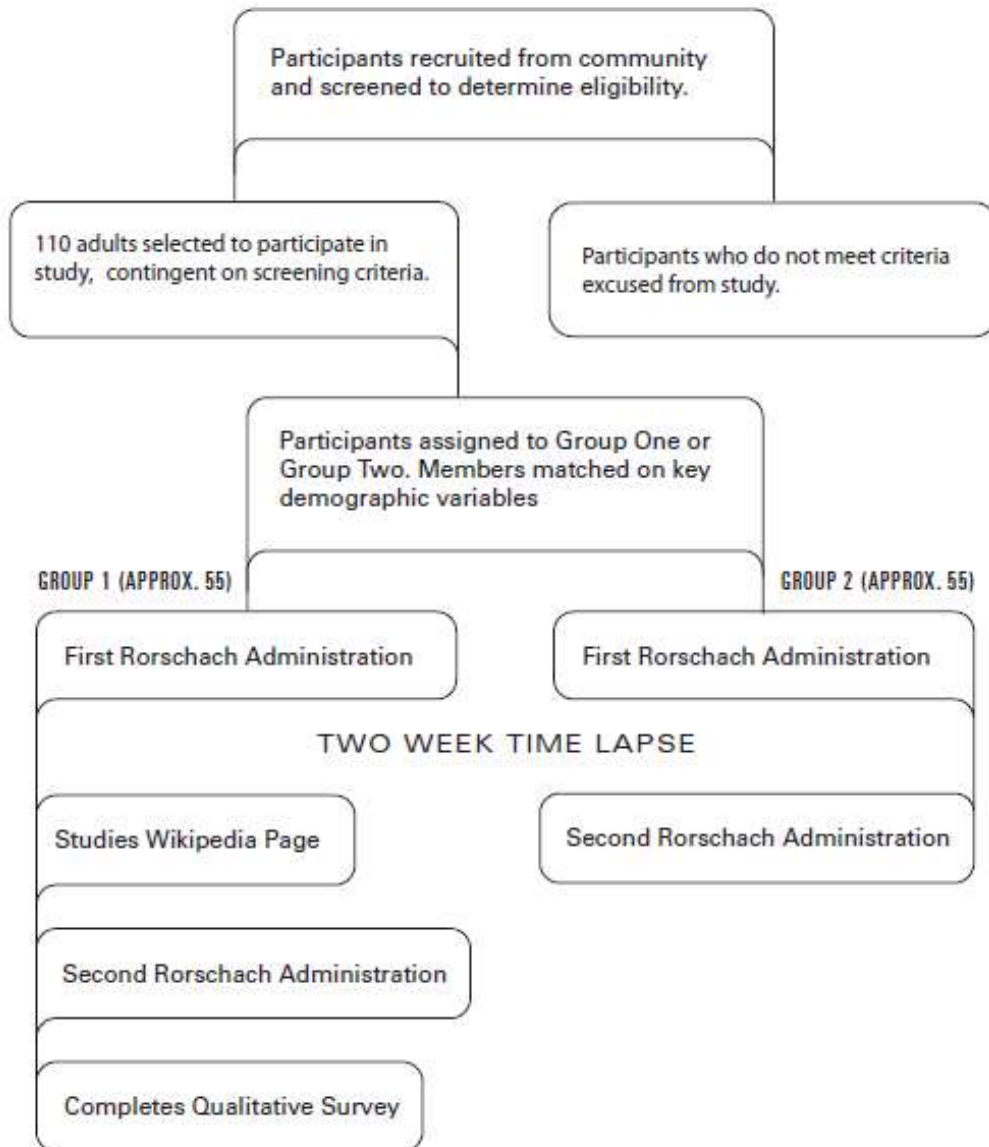 Participants recruited from community
and screened to determine eligibility.
110 adults selected to participate in
study, contingent on screening criteria.
Participants who do not meet criteria
excused from study.
Participants assigned to Group One or
Group Two. Members matched on key
demographic variables
GROUP 1 (APPROX. 55)
GROUP 2 (APPROX. 55)
First Rorschach Administration
First Rorschach Administration
TWO WEEK TIME LAPSE
Studies Wikipedia Page
Second Rorschach Administration
Second Rorschach Administration
Completes Qualitative Survey